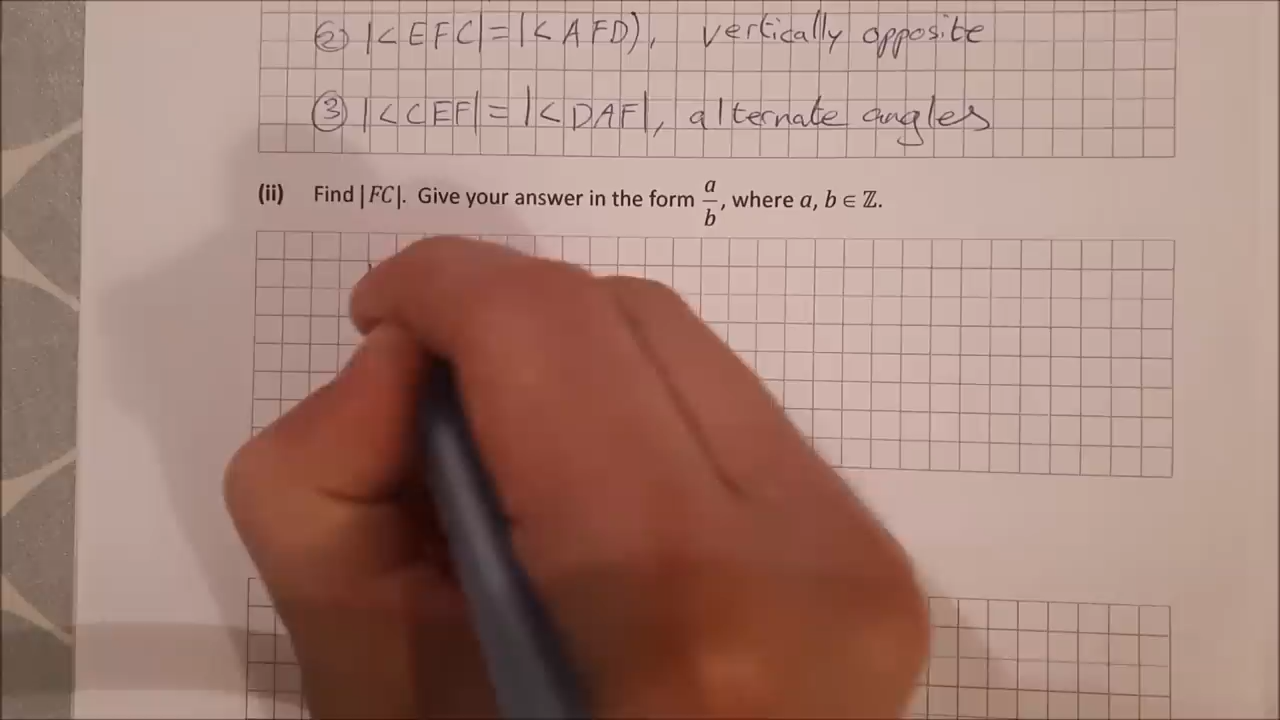 ② |<EFC|=|<AFD), vertically opposite
③ |<CEF|=|<DAF|, alternate angles
(ii) Find |FC|. Give your answer in the form a/b, where a, b ∈ ℤ.